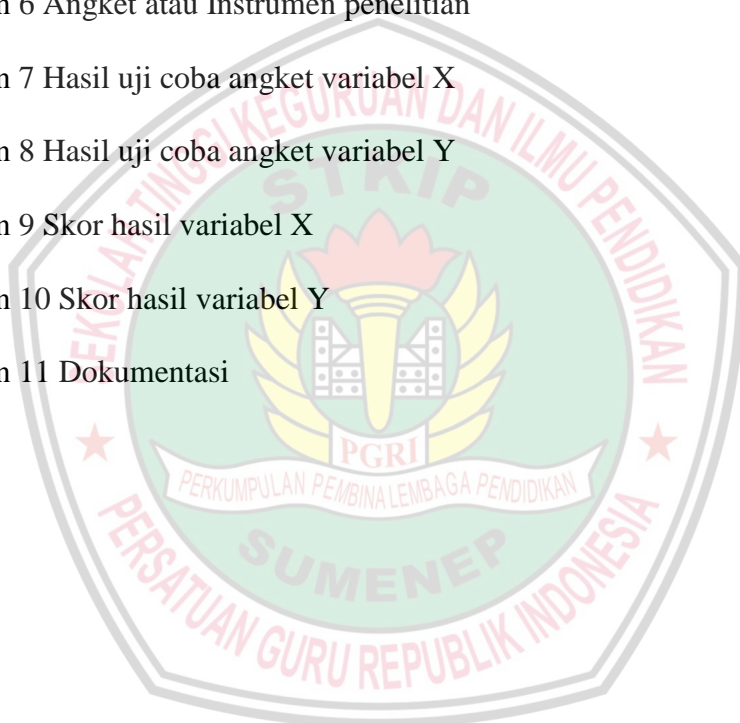 n 6 Angket atau Instrumen penelitian
n 7 Hasil uji coba angket variabel X
n 8 Hasil uji coba angket variabel Y
n 9 Skor hasil variabel X
n 10 Skor hasil variabel Y
n 11 Dokumentasi
SEKOLAH TINGGI KEGURUAN DAN ILMU PENDIDIKAN
STKIP
PGRI
PERKUMPULAN PEMBINA LEMBAGA PENDIDIKAN
SUMENEP
PERSATUAN GURU REPUBLIK INDONESIA